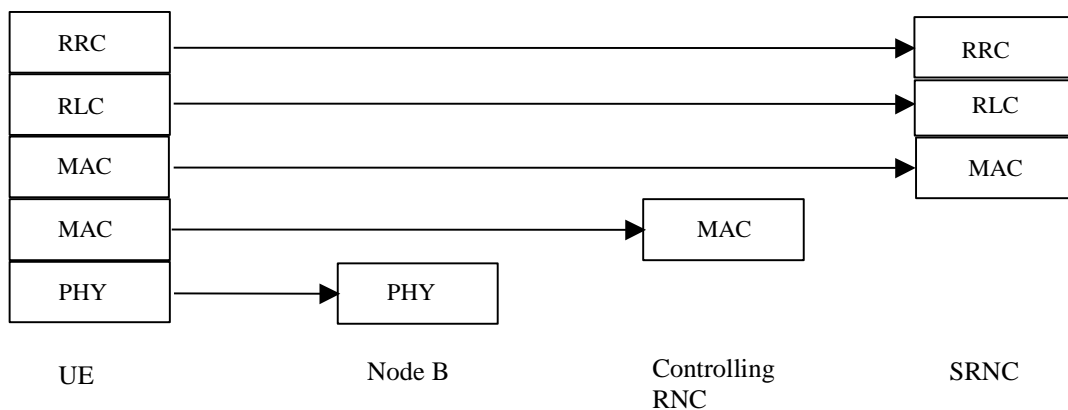 RRC
RRC
RLC
RLC
MAC
MAC
MAC
MAC
PHY
PHY
UE
Node B
Controlling
RNC
SRNC